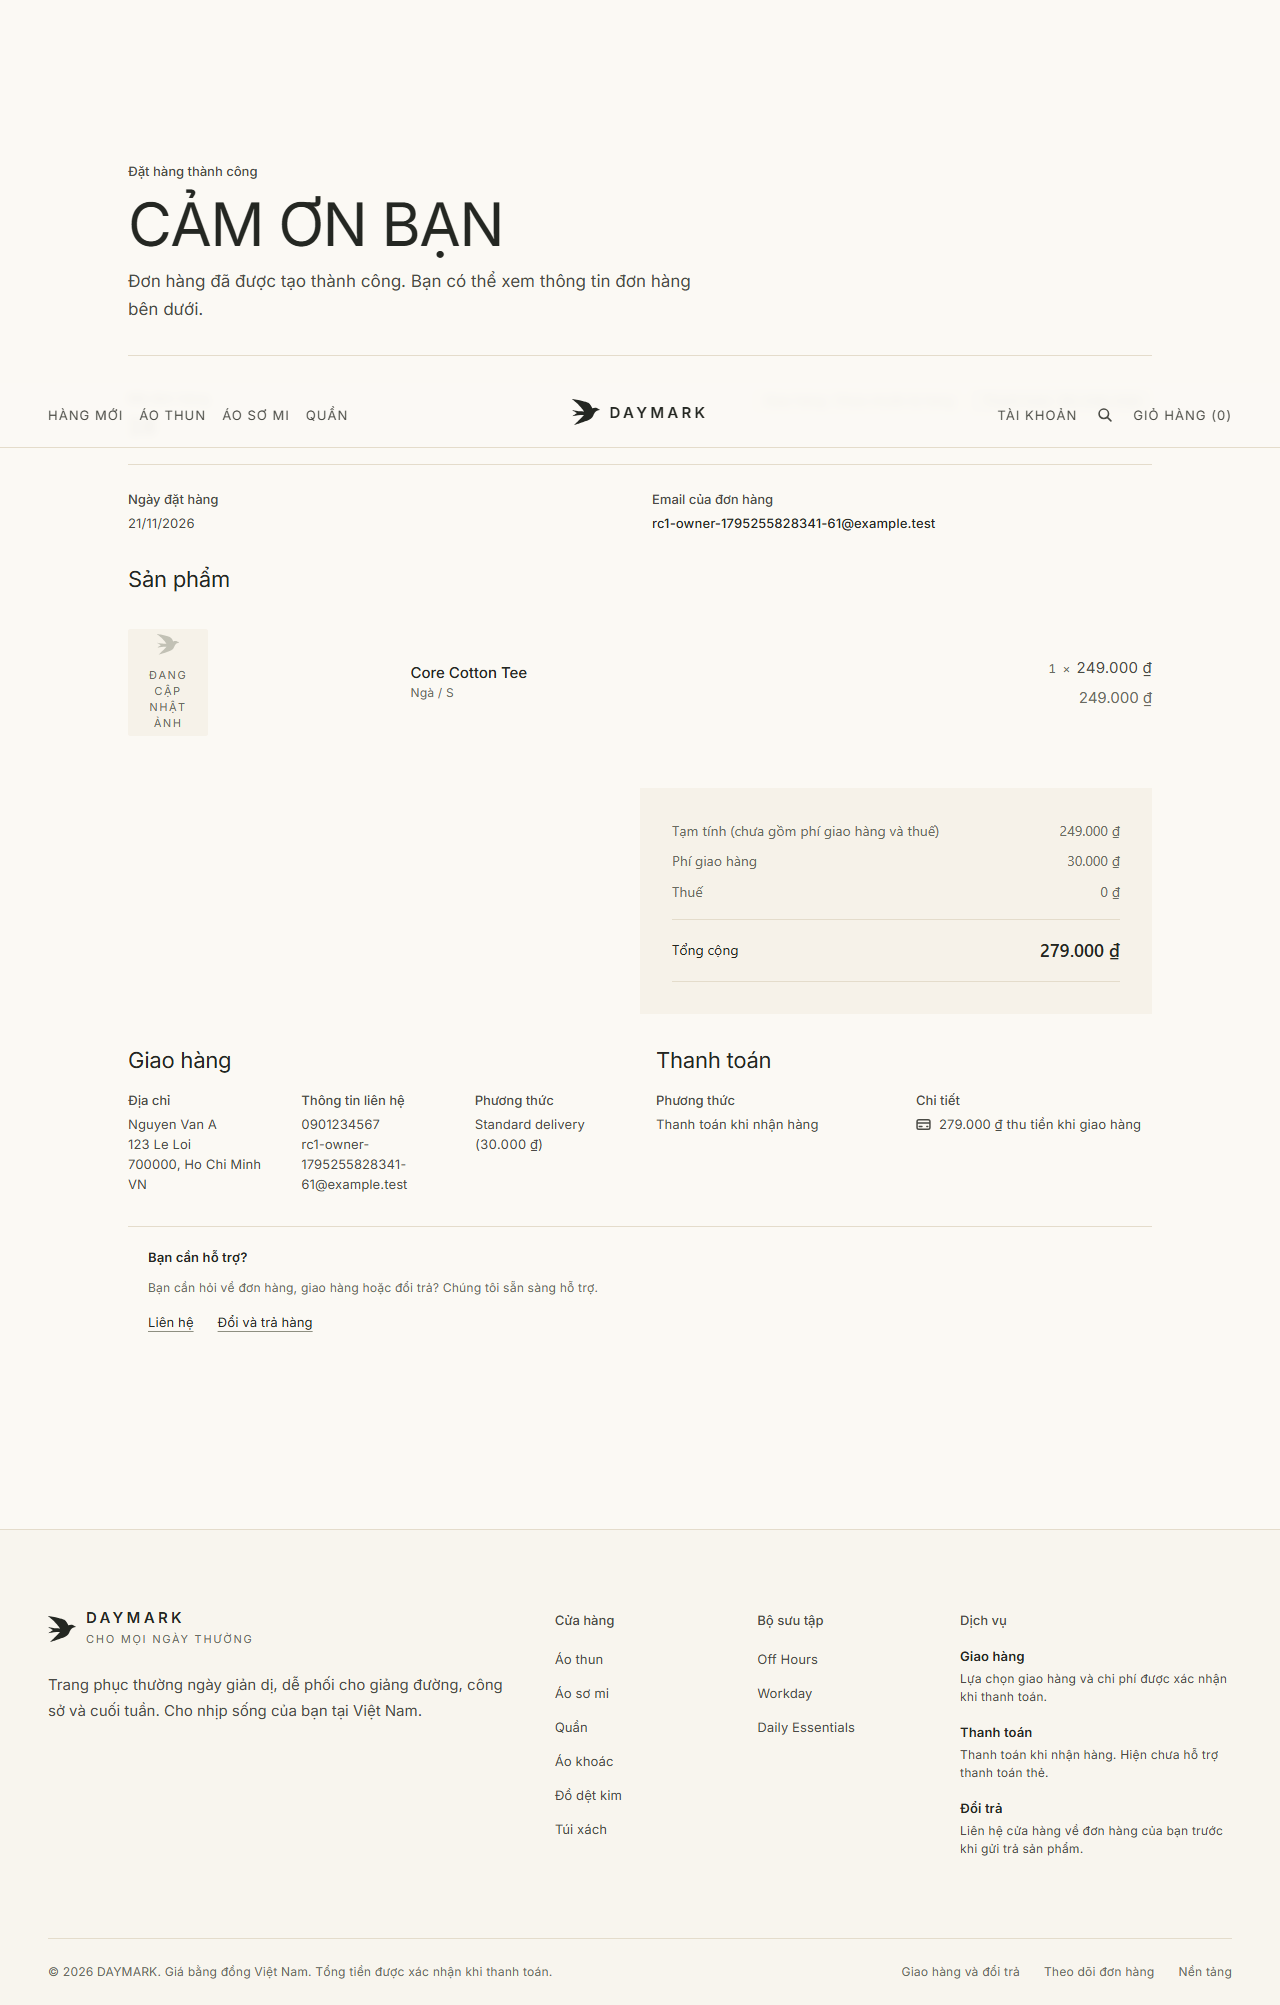 Đặt hàng thành công
CẢM ƠN BẠN
Đơn hàng đã được tạo thành công. Bạn có thể xem thông tin đơn hàng
bên dưới.
HÀNG MỚI ÁO THUN ÁO SƠ MI QUẦN
DAYMARK
TÀI KHOẢN GIỎ HÀNG (0)
Ngày đặt hàng
21/11/2026
Email của đơn hàng
rc1-owner-1795255828341-61@example.test
Sản phẩm
ĐANG
CẬP
NHẬT
ẢNH
Core Cotton Tee
Ngà / S
1 × 249.000 ₫
249.000 ₫
Tạm tính (chưa gồm phí giao hàng và thuế) 249.000 ₫
Phí giao hàng 30.000 ₫
Thuế 0 ₫
Tổng cộng 279.000 ₫
Giao hàng
Địa chỉ
Nguyen Van A
123 Le Loi
700000, Ho Chi Minh
VN
Thông tin liên hệ
0901234567
rc1-owner-
1795255828341-
61@example.test
Phương thức
Standard delivery
(30.000 ₫)
Thanh toán
Phương thức
Thanh toán khi nhận hàng
Chi tiết
279.000 ₫ thu tiền khi giao hàng
Bạn cần hỗ trợ?
Bạn cần hỏi về đơn hàng, giao hàng hoặc đổi trả? Chúng tôi sẵn sàng hỗ trợ.
Liên hệ Đổi và trả hàng
DAYMARK
CHO MỌI NGÀY THƯỜNG
Trang phục thường ngày giản dị, dễ phối cho giảng đường, công
sở và cuối tuần. Cho nhịp sống của bạn tại Việt Nam.
Cửa hàng
Áo thun
Áo sơ mi
Quần
Áo khoác
Đồ dệt kim
Túi xách
Bộ sưu tập
Off Hours
Workday
Daily Essentials
Dịch vụ
Giao hàng
Lựa chọn giao hàng và chi phí được xác nhận
khi thanh toán.
Thanh toán
Thanh toán khi nhận hàng. Hiện chưa hỗ trợ
thanh toán thẻ.
Đổi trả
Liên hệ cửa hàng về đơn hàng của bạn trước
khi gửi trả sản phẩm.
© 2026 DAYMARK. Giá bằng đồng Việt Nam. Tổng tiền được xác nhận khi thanh toán.
Giao hàng và đổi trả Theo dõi đơn hàng Nền tảng